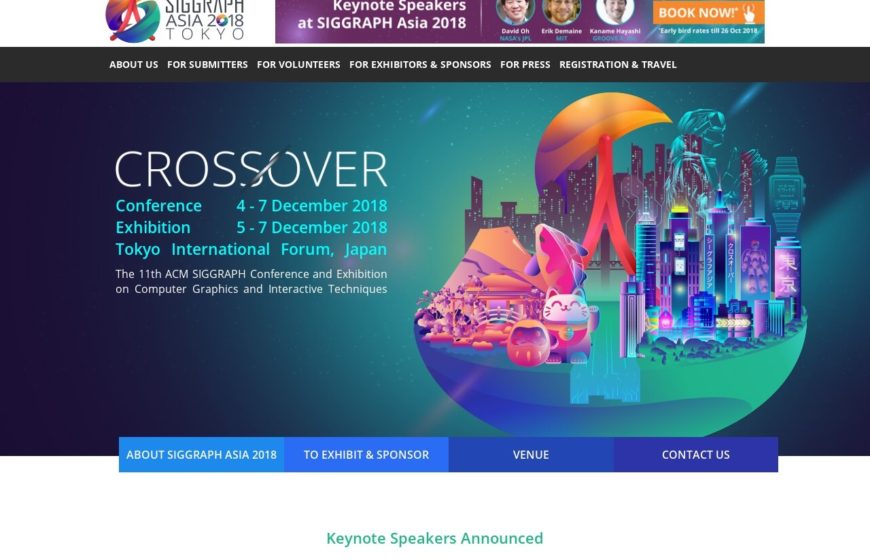 SIGGRAPH
ASIA 2018
TOKYO
Keynote Speakers
at SIGGRAPH Asia 2018
David Oh
NASA's JPL
Erik Demaine
MIT
Kaname Hayashi
GROOVE
BOOK NOW!*
*Early bird rates till 26 Oct 2018
ABOUT US FOR SUBMITTERS FOR VOLUNTEERS FOR EXHIBITORS & SPONSORS FOR PRESS REGISTRATION & TRAVEL
CROSSOVER
Conference 4 - 7 December 2018
Exhibition 5 - 7 December 2018
Tokyo International Forum, Japan
The 11th ACM SIGGRAPH Conference and Exhibition
on Computer Graphics and Interactive Techniques
シーグラフアジア
クロスオーバー
東京
ABOUT SIGGRAPH ASIA 2018 TO EXHIBIT & SPONSOR VENUE CONTACT US
Keynote Speakers Announced